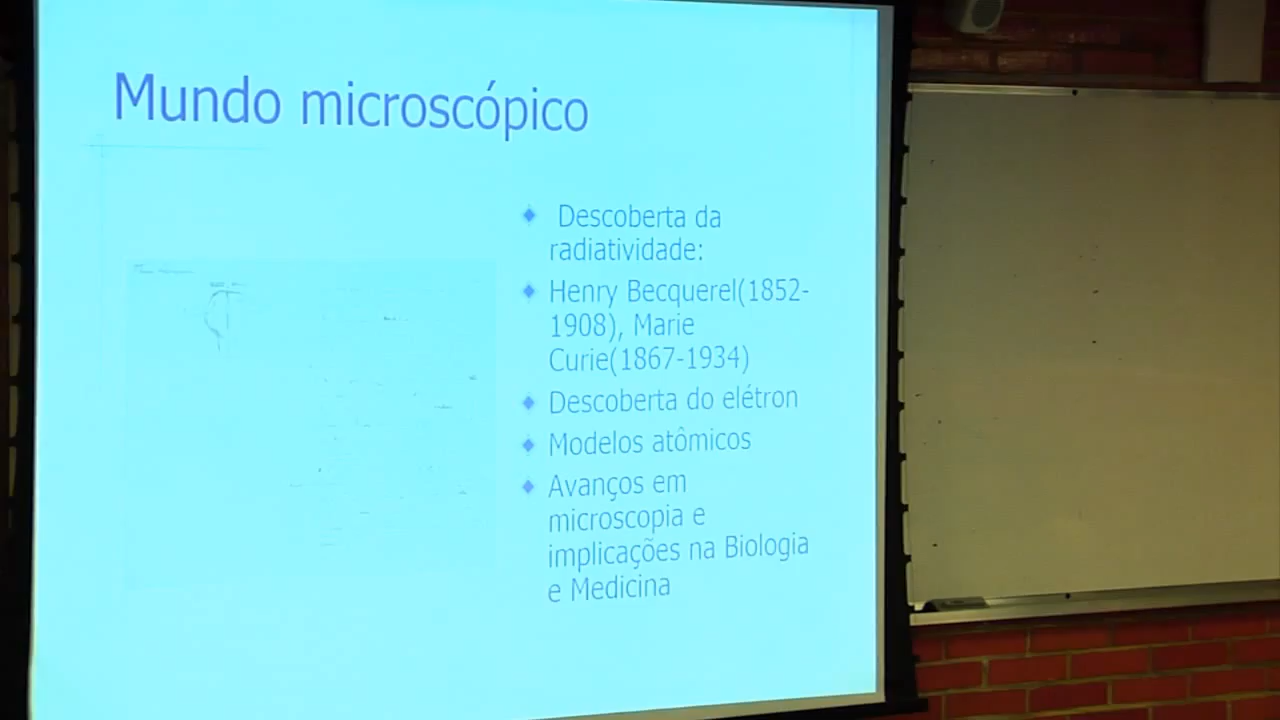 Mundo microscópico
Descoberta da
radiatividade:
Henry Becquerel(1852-
1908), Marie
Curie(1867-1934)
Descoberta do elétron
Modelos atômicos
Avanços em
microscopia e
implicações na Biologia
e Medicina